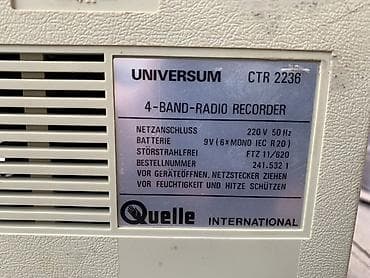 UNIVERSUM CTR 2236
4-BAND-RADIO RECORDER
NETZANSCHLUSS 220 V 50 Hz
BATTERIE 9V (6×MONO IEC R20)
STÖRSTRAHLFREI FTZ 11/620
BESTELLNUMMER 241.532 1
VOR GERÄTEÖFFNEN, NETZSTECKER ZIEHEN
VOR FEUCHTIGKEIT UND HITZE SCHÜTZEN
Quelle INTERNATIONAL